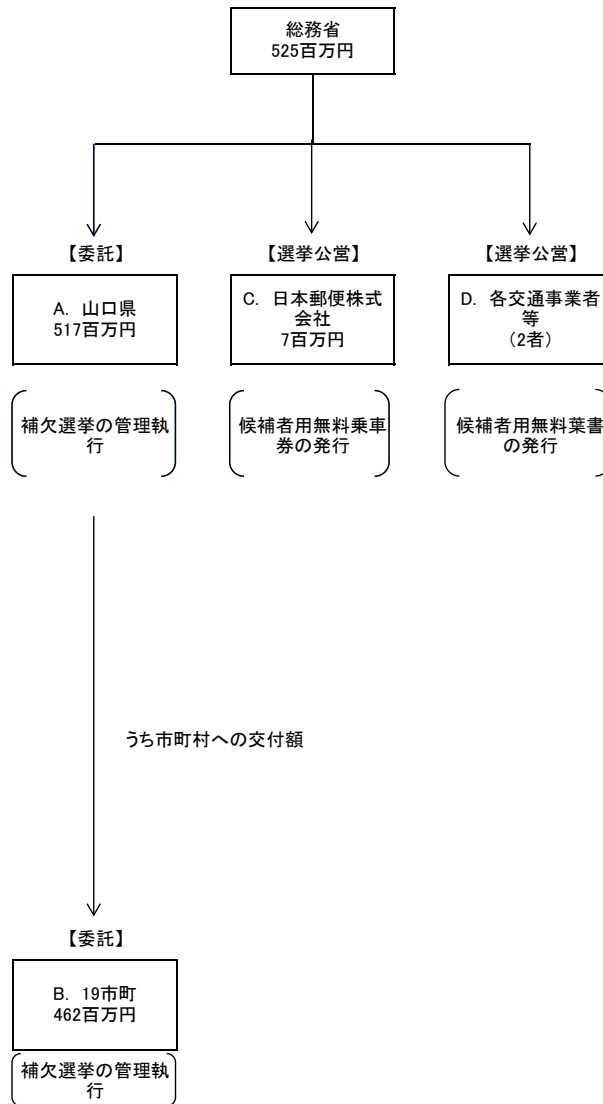 総務省
525百万円
【委託】
A. 山口県
517百万円
補欠選挙の管理執
行
【選挙公営】
C. 日本郵便株式
会社
7百万円
候補者用無料乗車
券の発行
【選挙公営】
D. 各交通事業者
等
（2者）
候補者用無料葉書
の発行
うち市町村への交付額
【委託】
B. 19市町
462百万円
補欠選挙の管理執
行